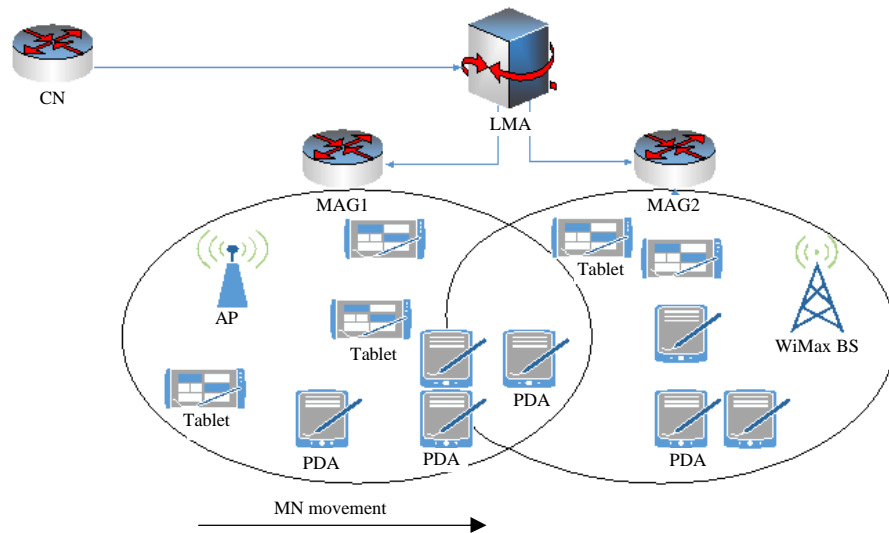 CN
LMA
MAG1
MAG2
AP
Tablet
WiMax BS
Tablet
Tablet
PDA
PDA
PDA
PDA
MN movement